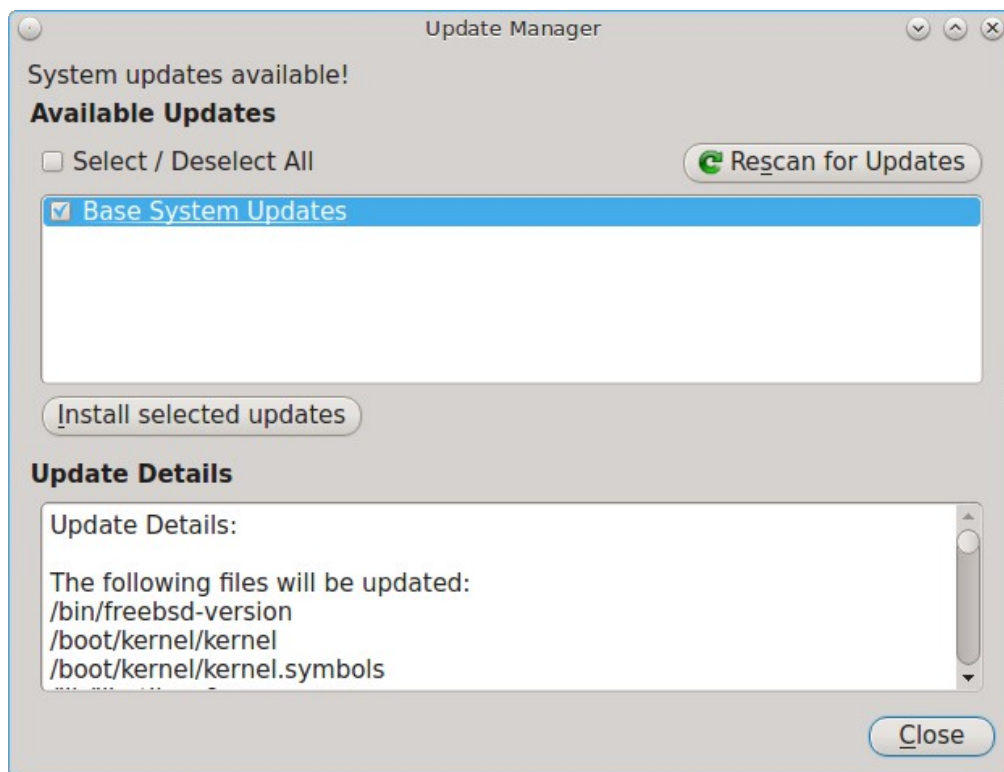 Update Manager
System updates available!
Available Updates
Select / Deselect All
Rescan for Updates
Base System Updates
Install selected updates
Update Details
Update Details:
The following files will be updated:
/bin/freebsd-version
/boot/kernel/kernel
/boot/kernel/kernel.symbols
Close